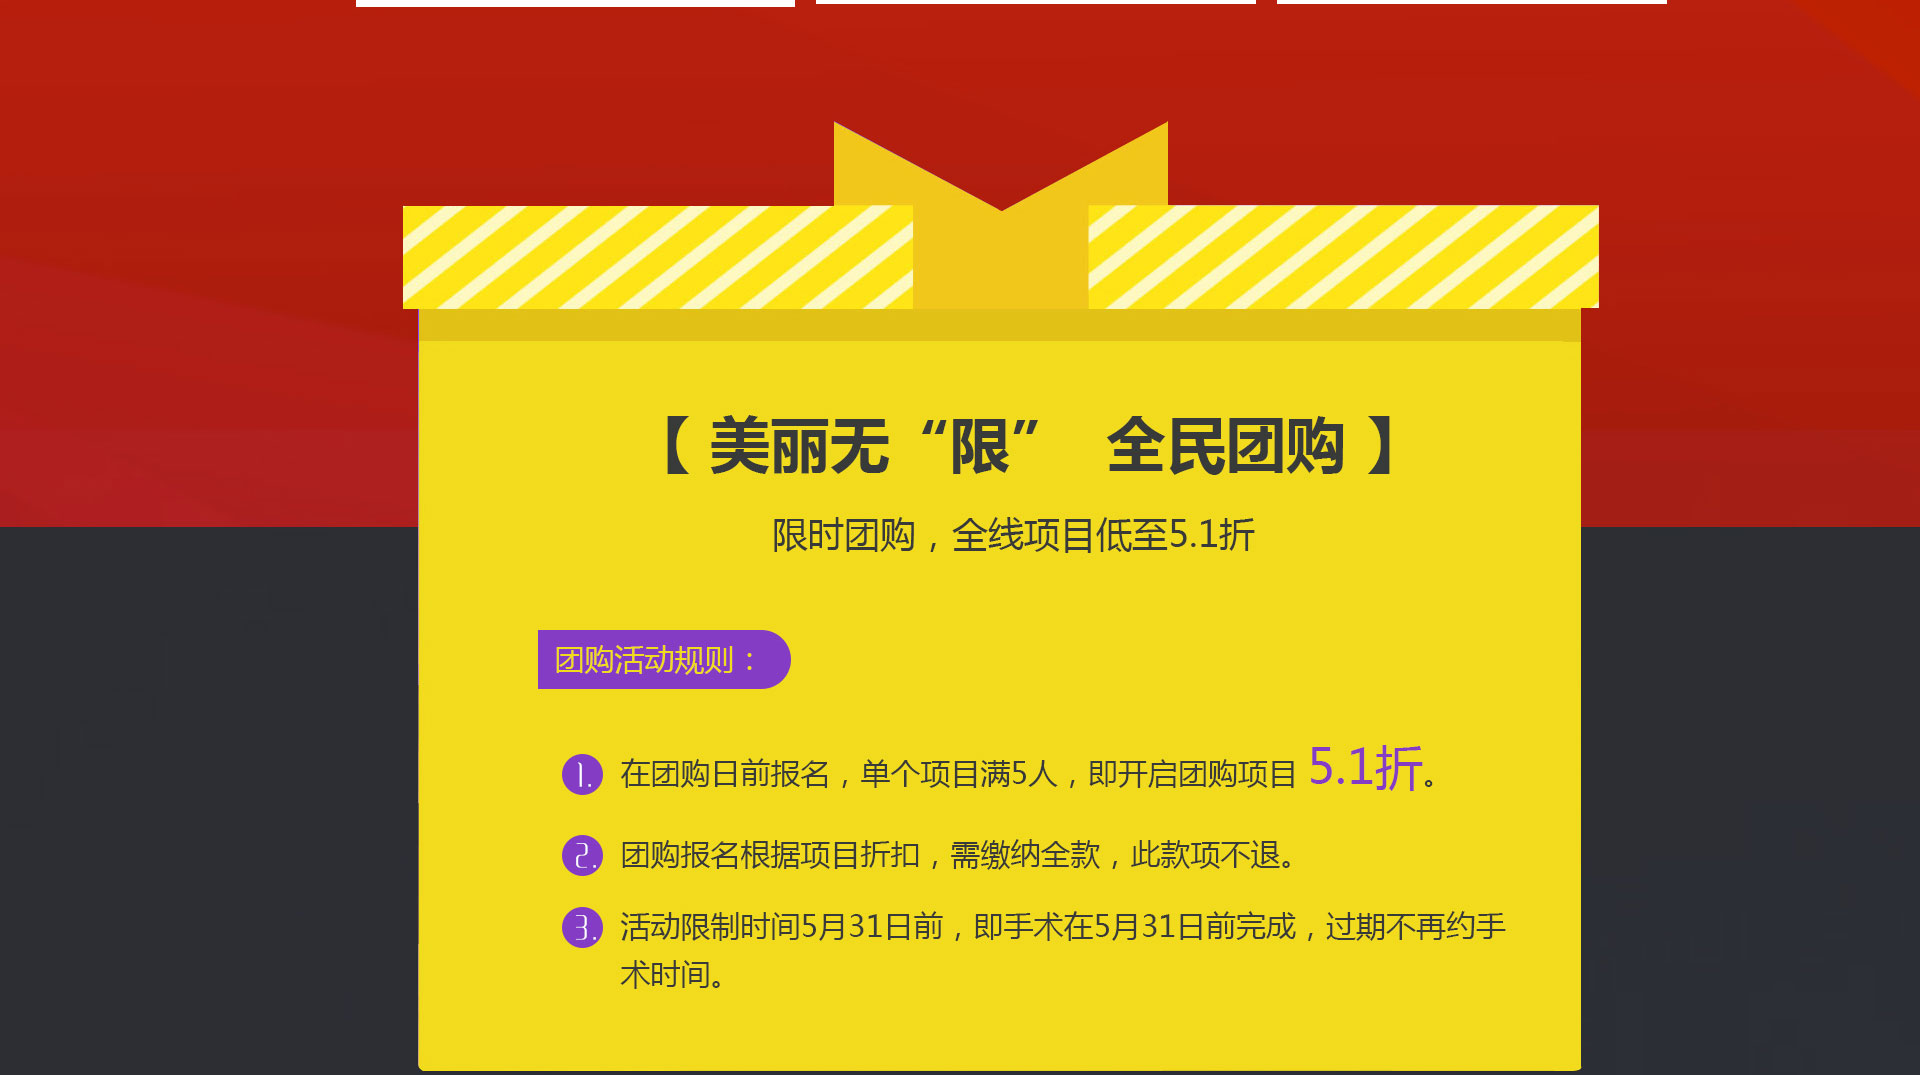 【 美丽无“限” 全民团购 】
限时团购，全线项目低至5.1折
团购活动规则：
1. 在团购日前报名，单个项目满5人，即开启团购项目 5.1折。
2. 团购报名根据项目折扣，需缴纳全款，此款项不退。
3. 活动限制时间5月31日前，即手术在5月31日前完成，过期不再约手
术时间。